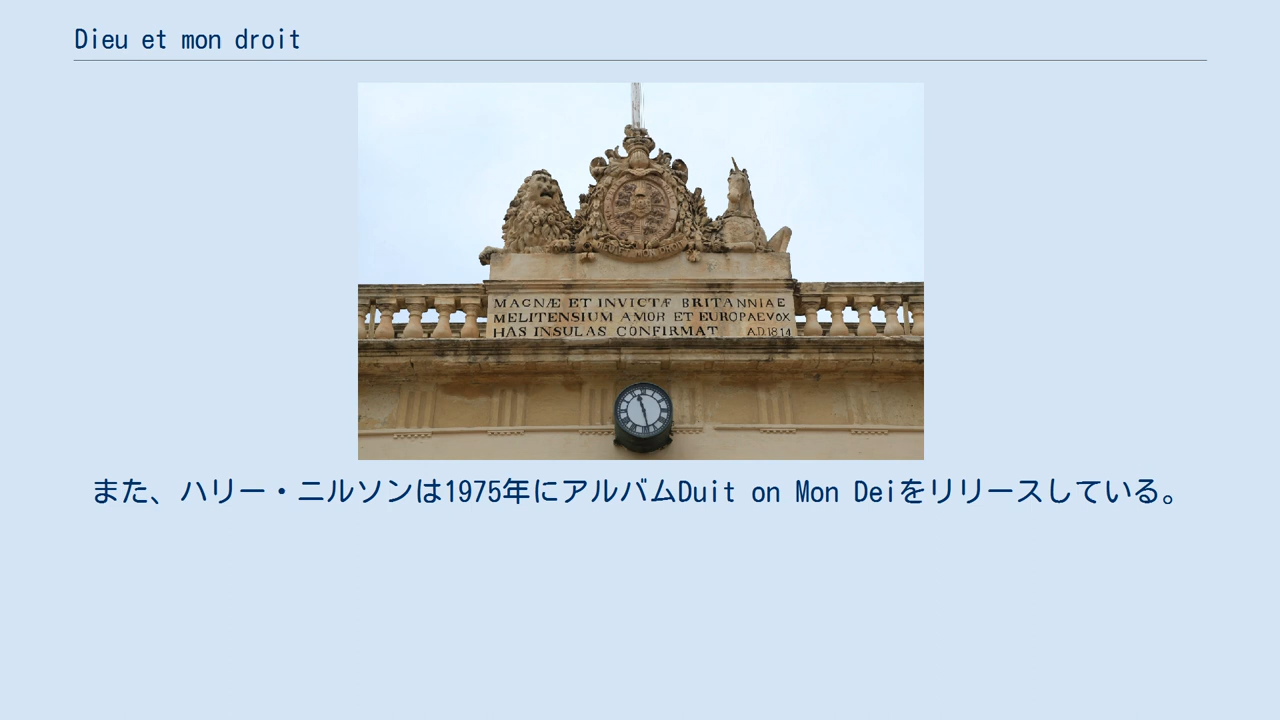 Dieu et mon droit
MAGNÆ ET INVICTÆ BRITANNIAE
MELITENSIUM AMOR ET EUROPAE VOX
HAS INSULAS CONFIRMAT A.D.1814
また、ハリー・ニルソンは1975年にアルバムDuit on Mon Deiをリリースしている。